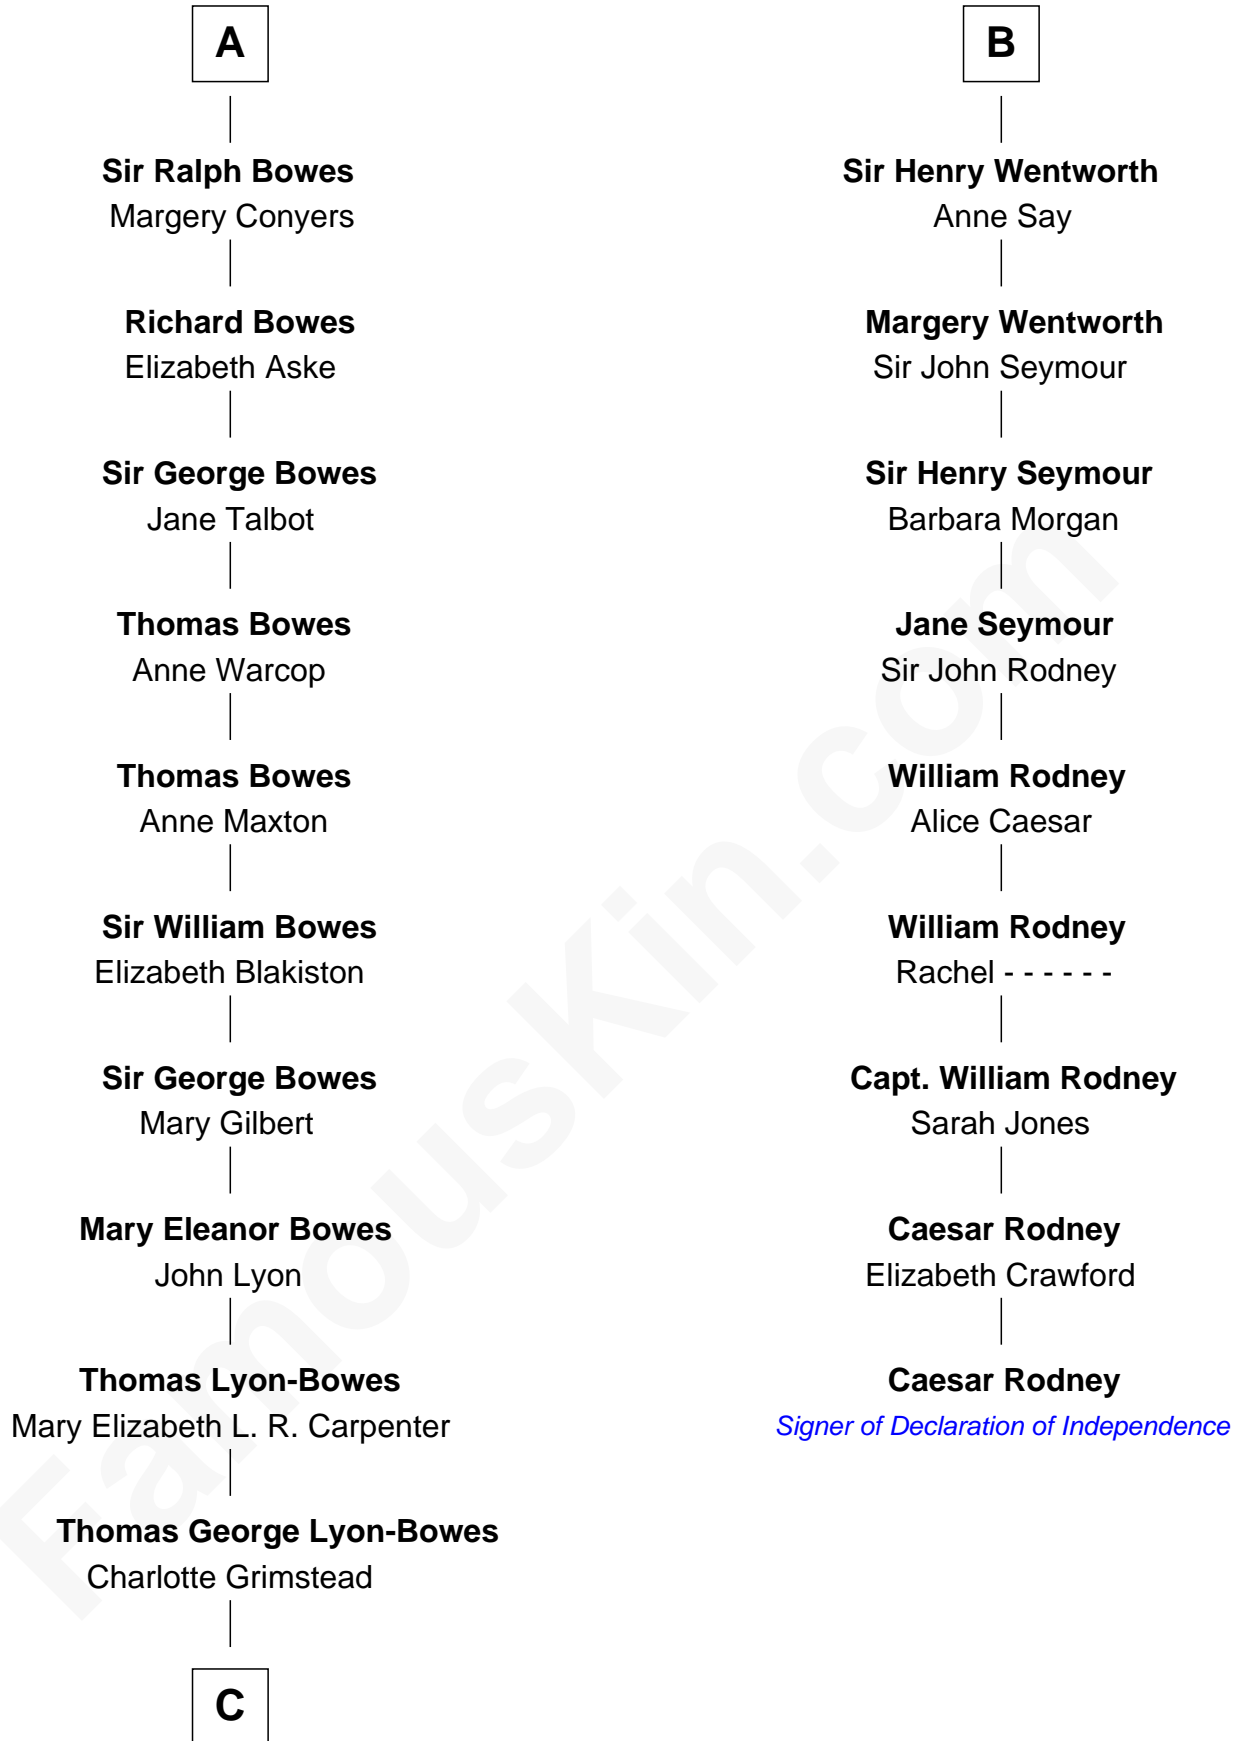 A
Sir Ralph Bowes
Margery Conyers
Richard Bowes
Elizabeth Aske
Sir George Bowes
Jane Talbot
Thomas Bowes
Anne Warcop
Thomas Bowes
Anne Maxton
Sir William Bowes
Elizabeth Blakiston
Sir George Bowes
Mary Gilbert
Mary Eleanor Bowes
John Lyon
Thomas Lyon-Bowes
Mary Elizabeth L. R. Carpenter
Thomas George Lyon-Bowes
Charlotte Grimstead
C
B
Sir Henry Wentworth
Anne Say
Margery Wentworth
Sir John Seymour
Sir Henry Seymour
Barbara Morgan
Jane Seymour
Sir John Rodney
William Rodney
Alice Caesar
William Rodney
Rachel - - - - - -
Capt. William Rodney
Sarah Jones
Caesar Rodney
Elizabeth Crawford
Caesar Rodney
Signer of Declaration of Independence
FamousKin.com